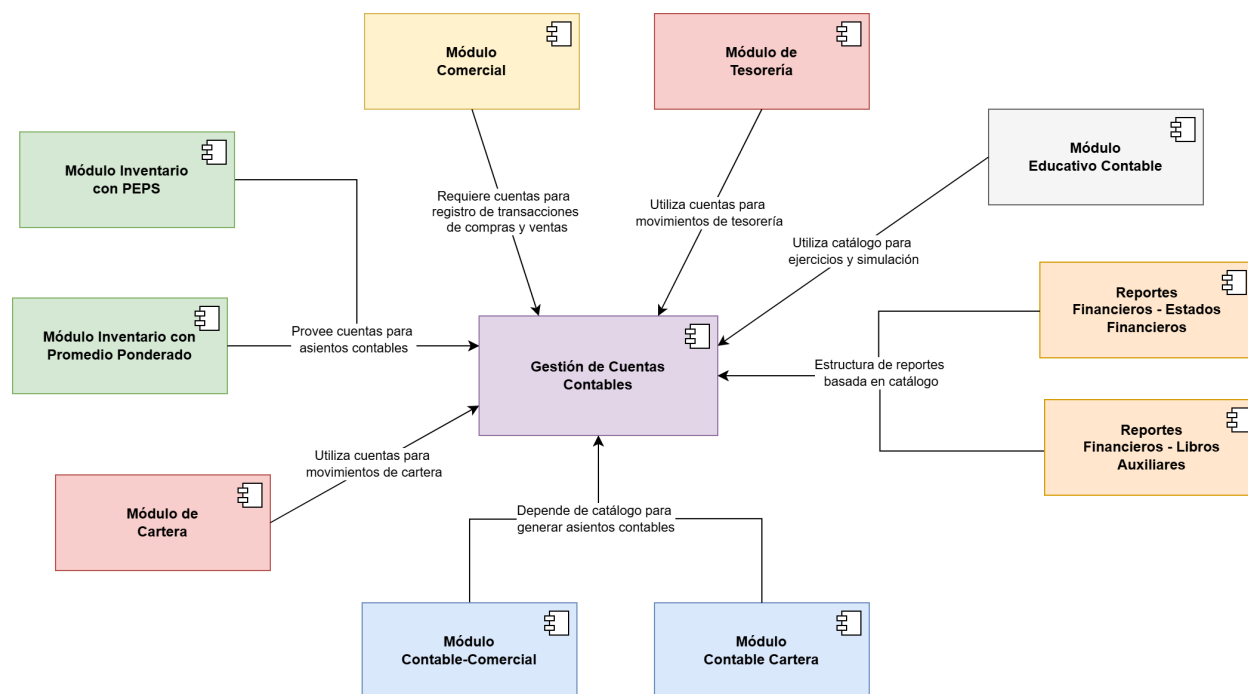 Módulo
Comercial
Módulo de
Tesorería
Módulo
Educativo Contable
Módulo Inventario
con PEPS
Requiere cuentas para
registro de transacciones
de compras y ventas
Utiliza cuentas para
movimientos de tesorería
Utiliza catálogo para
ejercicios y simulación
Reportes
Financieros - Estados
Financieros
Módulo Inventario con
Promedio Ponderado
Provee cuentas para
asientos contables
Gestión de Cuentas
Contables
Estructura de reportes
basada en catálogo
Reportes
Financieros - Libros
Auxiliares
Utiliza cuentas para
movimientos de cartera
Módulo de
Cartera
Depende de catálogo para
generar asientos contables
Módulo
Contable-Comercial
Módulo
Contable Cartera